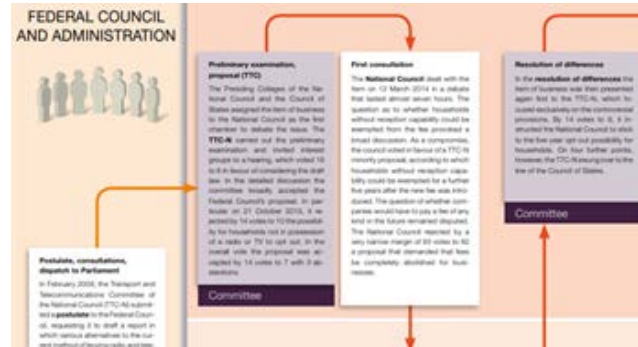 FEDERAL COUNCIL
AND ADMINISTRATION
Preliminary examination,
proposal (TTC)
The Presiding Colleges of the Na-
tional Council and the Council of
States assigned the item of business
to the National Council as the first
chamber to debate the issue. The
TTC-N carried out the preliminary
examination and invited interest
groups to a hearing, which voted 16
to 6 in favour of considering the draft
law. In the detailed discussion the
committee broadly accepted the
Federal Council's proposal. In par-
ticular on 21 October 2013, it re-
jected by 14 votes to 10 the possibil-
ity for households not in possession
of a radio or TV to opt out. In the
overall vote the proposal was ac-
cepted by 14 votes to 7 with 3 ab-
stentions.
Committee
First consultation
The National Council dealt with the
item on 13 March 2014 in a debate
that lasted almost seven hours. The
question as to whether households
without reception capability could be
exempted from the fee provoked a
broad discussion. As a compromise,
the council voted in favour of a TTC-N
minority proposal, according to which
households without reception capa-
bility could be exempted for a further
five years after the new fee was intro-
duced. The question of whether com-
panies would have to pay a fee of any
kind in the future remained disputed.
The National Council rejected by a
very narrow margin of 93 votes to 92
a proposal that demanded that fees
be completely abolished for busi-
nesses.
Resolution of differences
In the resolution of differences the
item of business was then presented
again first to the TTC-N, which fo-
cused exclusively on the controversial
provisions. By 14 votes to 9, it in-
structed the National Council to stick
to the five year opt-out possibility for
households. On four further points,
however, the TTC-N swung over to the
line of the Council of States.
Committee
Postulate, consultations,
dispatch to Parliament
In February 2009, the Transport and
Telecommunications Committee of
the National Council (TTC-N) submit-
ted a postulate to the Federal Coun-
cil, requesting it to draft a report in
which various alternatives to the cur-
rent method of levying radio and tele-